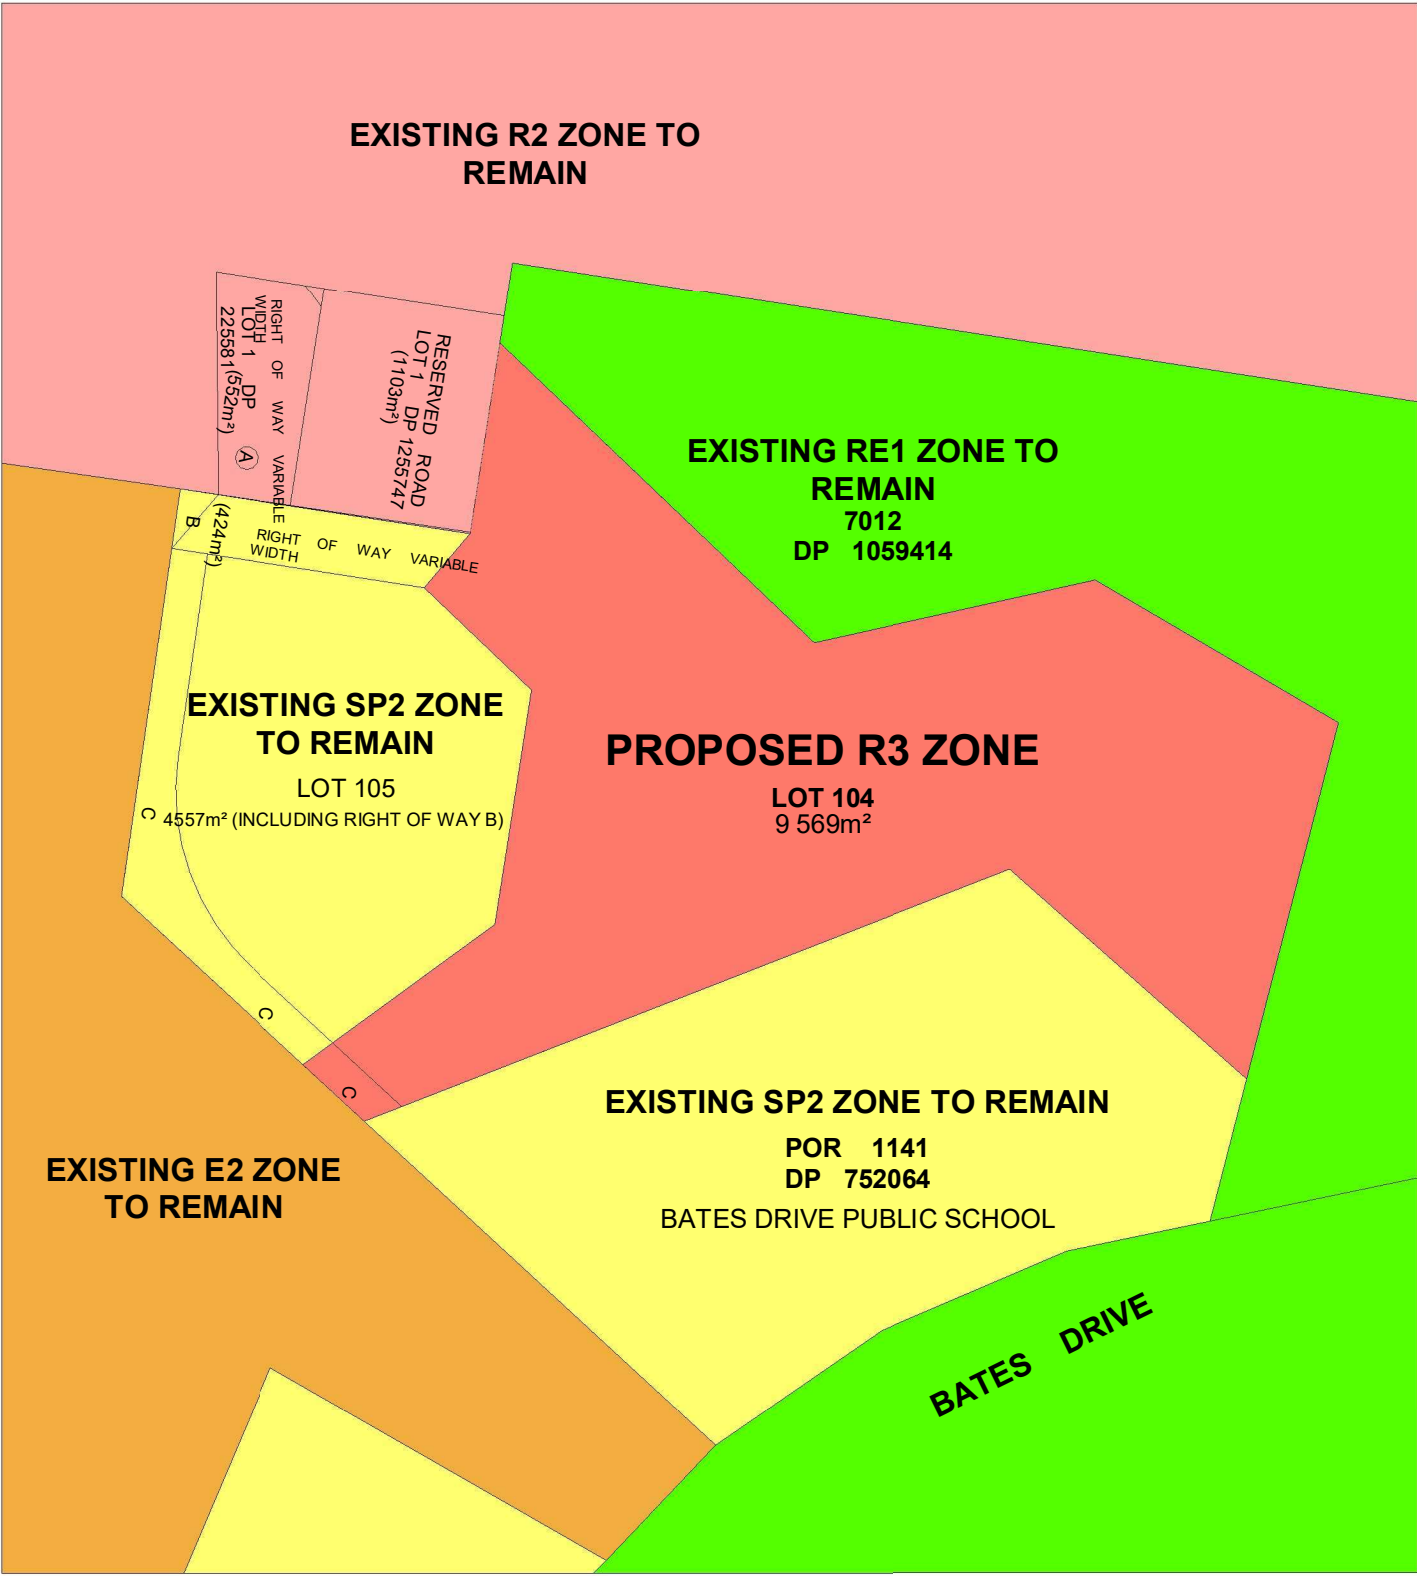 EXISTING R2 ZONE TO
REMAIN
RIGHT OF WAY VARIABLE
WIDTH
LOT 1 DP
225581 (552m²)
A
RESERVED ROAD
LOT 1 DP 1255747
(1103m²)
EXISTING RE1 ZONE TO
REMAIN
7012
DP 1059414
B
(424m²)
RIGHT OF WAY VARIABLE
WIDTH
EXISTING SP2 ZONE
TO REMAIN
LOT 105
C 4557m² (INCLUDING RIGHT OF WAY B)
PROPOSED R3 ZONE
LOT 104
9 569m²
C
C
EXISTING SP2 ZONE TO REMAIN
POR 1141
DP 752064
BATES DRIVE PUBLIC SCHOOL
EXISTING E2 ZONE
TO REMAIN
BATES DRIVE